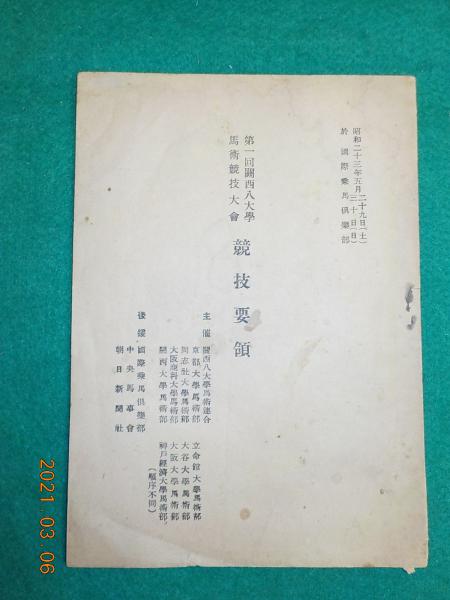 昭和二十三年五月二十九日(土)
三十日(日)
於 國際乗馬倶樂部
第一回關西八大學
馬術競技大會
競技要領
主催 關西八大學馬術連合
京都大學馬術部
同志社大學馬術部
大阪商科大學馬術部
關西大學馬術部
立命館大學馬術部
大谷大學馬術部
大阪大學馬術部
神戸經濟大學馬術部
(順序不同)
後援 國際乗馬倶樂部
中央馬事會
朝日新聞社
2021.03.06